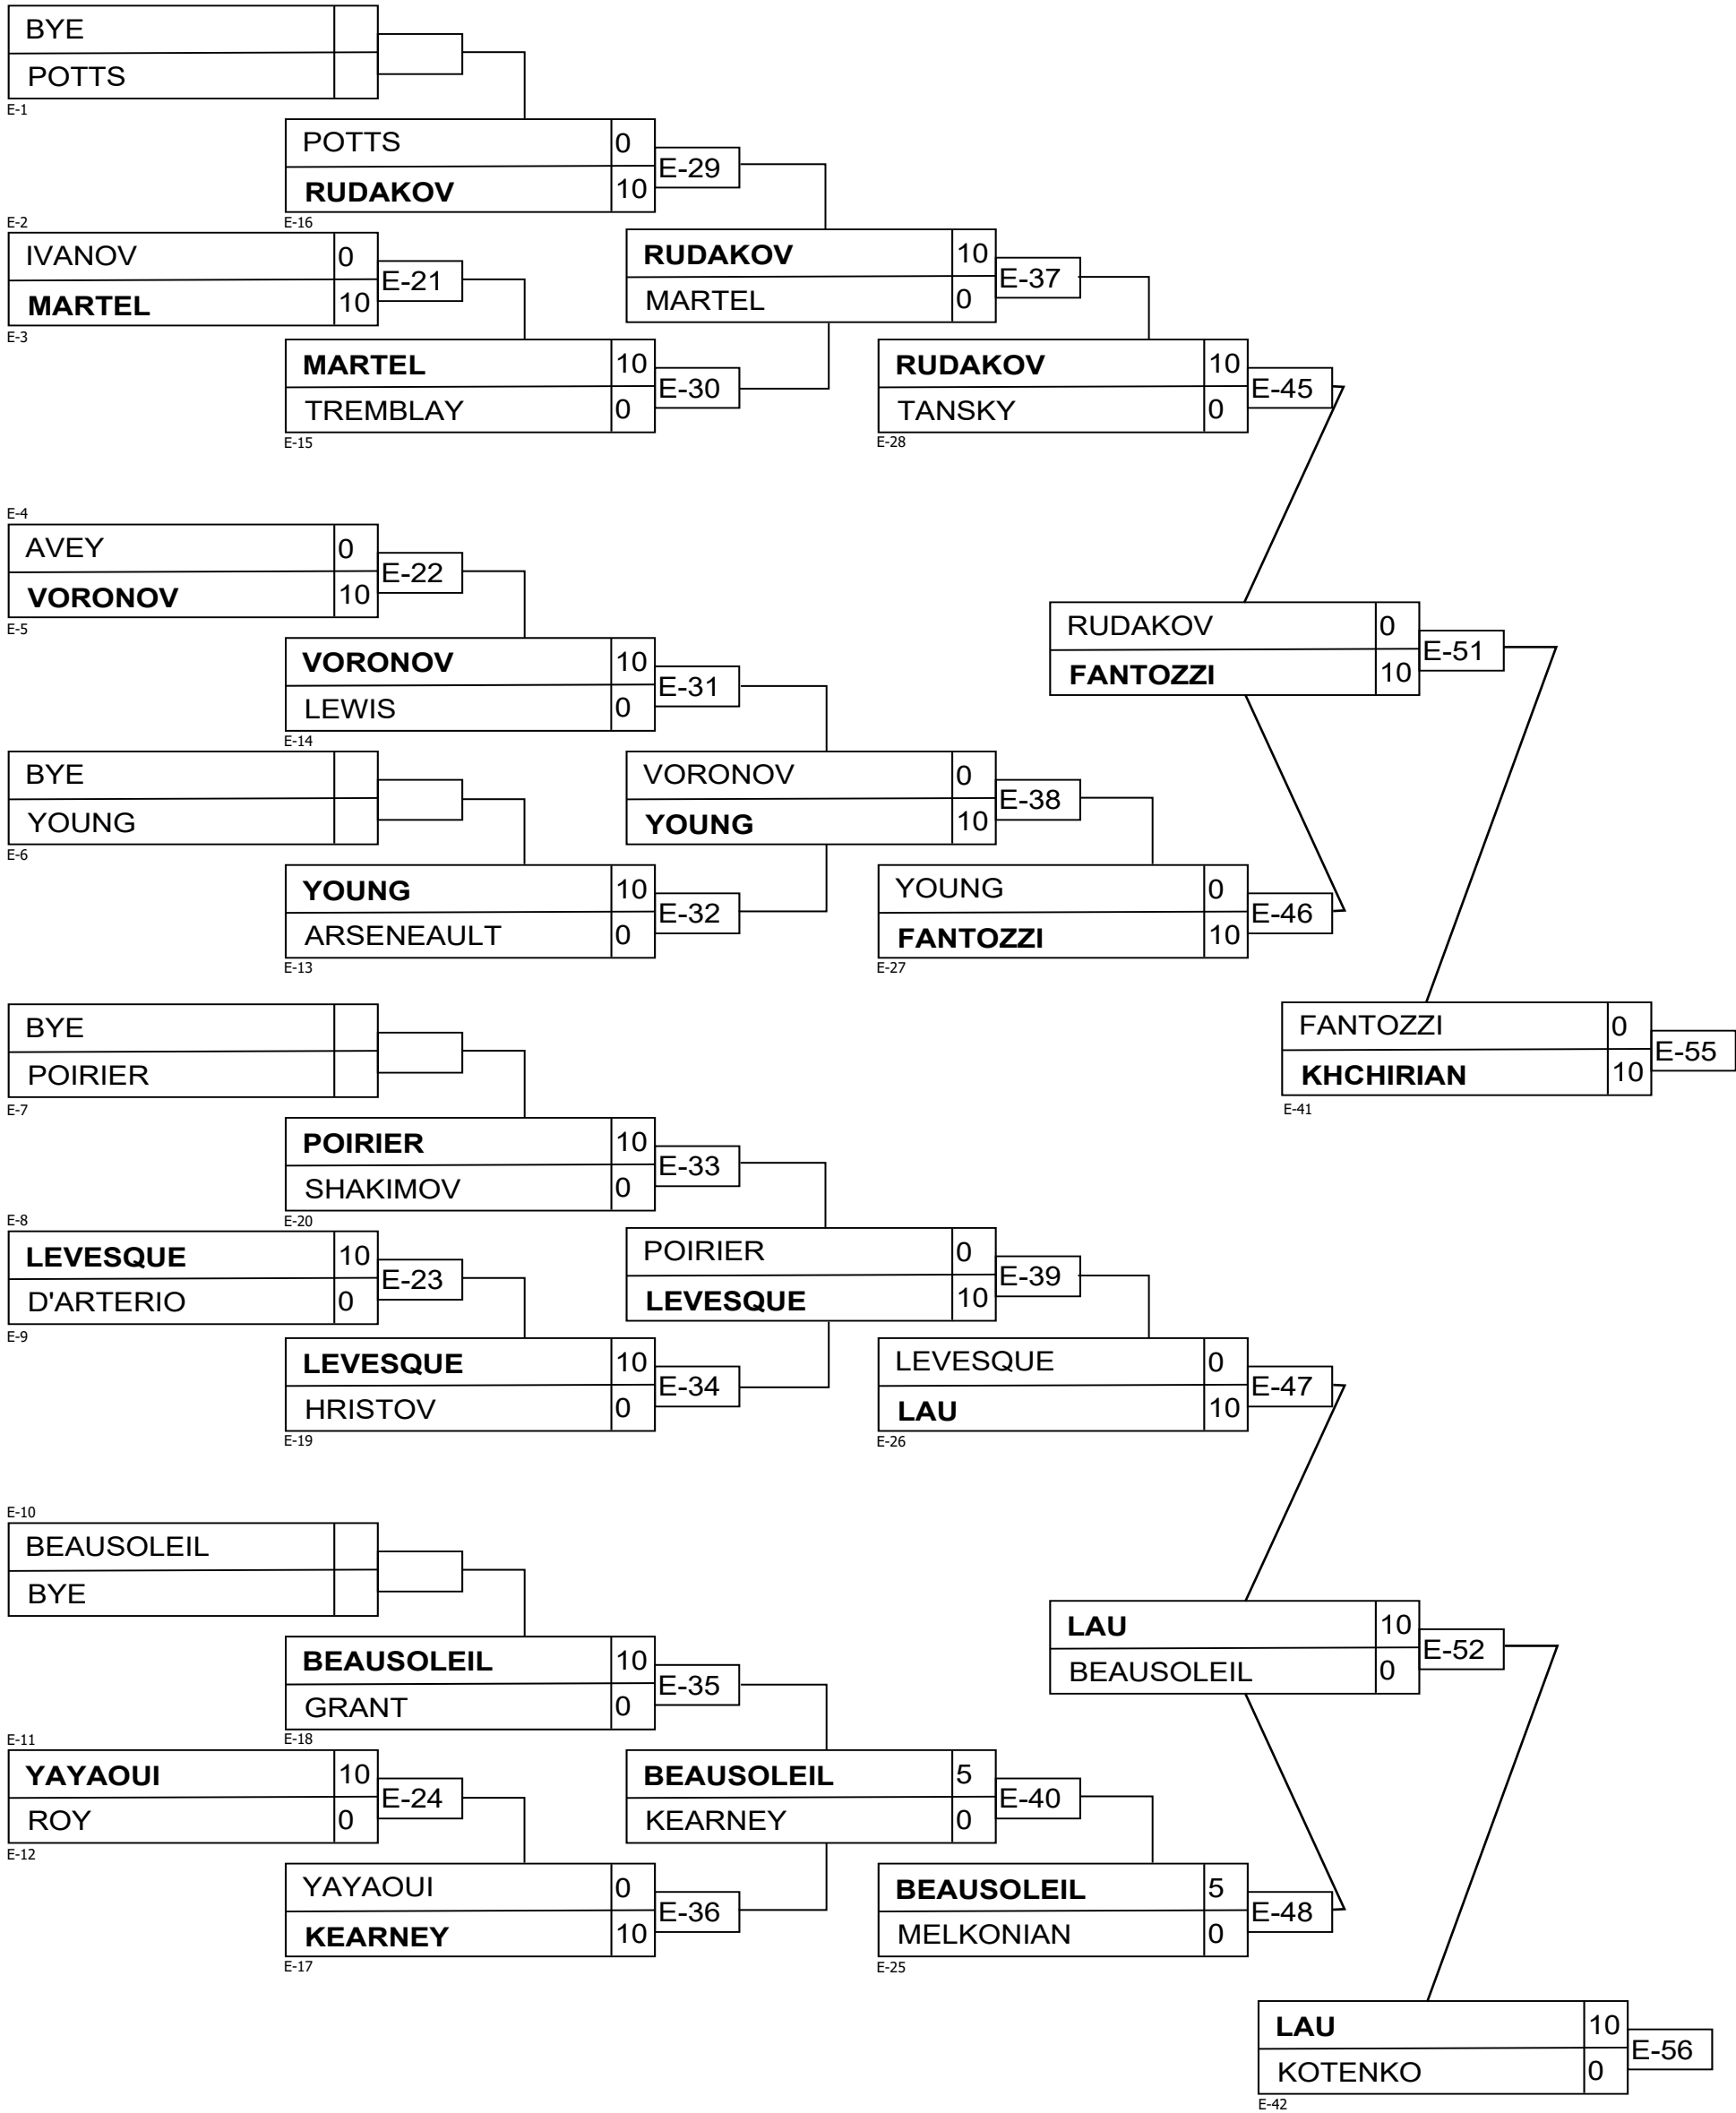 BYE
POTTS
E-1
POTTS 0
RUDAKOV 10
E-29
E-16
E-2
IVANOV 0
MARTEL 10
E-21
E-3
RUDAKOV 10
MARTEL 0
E-37
MARTEL 10
TREMBLAY 0
E-30
E-15
RUDAKOV 10
TANSKY 0
E-45
E-28
E-4
AVEY 0
VORONOV 10
E-22
E-5
RUDAKOV 0
FANTOZZI 10
E-51
VORONOV 10
LEWIS 0
E-31
E-14
BYE
YOUNG
E-6
VORONOV 0
YOUNG 10
E-38
YOUNG 10
ARSENEAULT 0
E-32
E-13
YOUNG 0
FANTOZZI 10
E-46
E-27
BYE
POIRIER
E-7
FANTOZZI 0
KHCHIRIAN 10
E-55
E-41
POIRIER 10
SHAKIMOV 0
E-33
E-20
E-8
LEVESQUE 10
D'ARTERIO 0
E-23
E-9
POIRIER 0
LEVESQUE 10
E-39
LEVESQUE 10
HRISTOV 0
E-34
E-19
LEVESQUE 0
LAU 10
E-47
E-26
E-10
BEAUSOLEIL
BYE
LAU 10
BEAUSOLEIL 0
E-52
BEAUSOLEIL 10
GRANT 0
E-35
E-18
E-11
YAYAOUI 10
ROY 0
E-24
E-12
BEAUSOLEIL 5
KEARNEY 0
E-40
YAYAOUI 0
KEARNEY 10
E-36
E-17
BEAUSOLEIL 5
MELKONIAN 0
E-48
E-25
LAU 10
KOTENKO 0
E-56
E-42